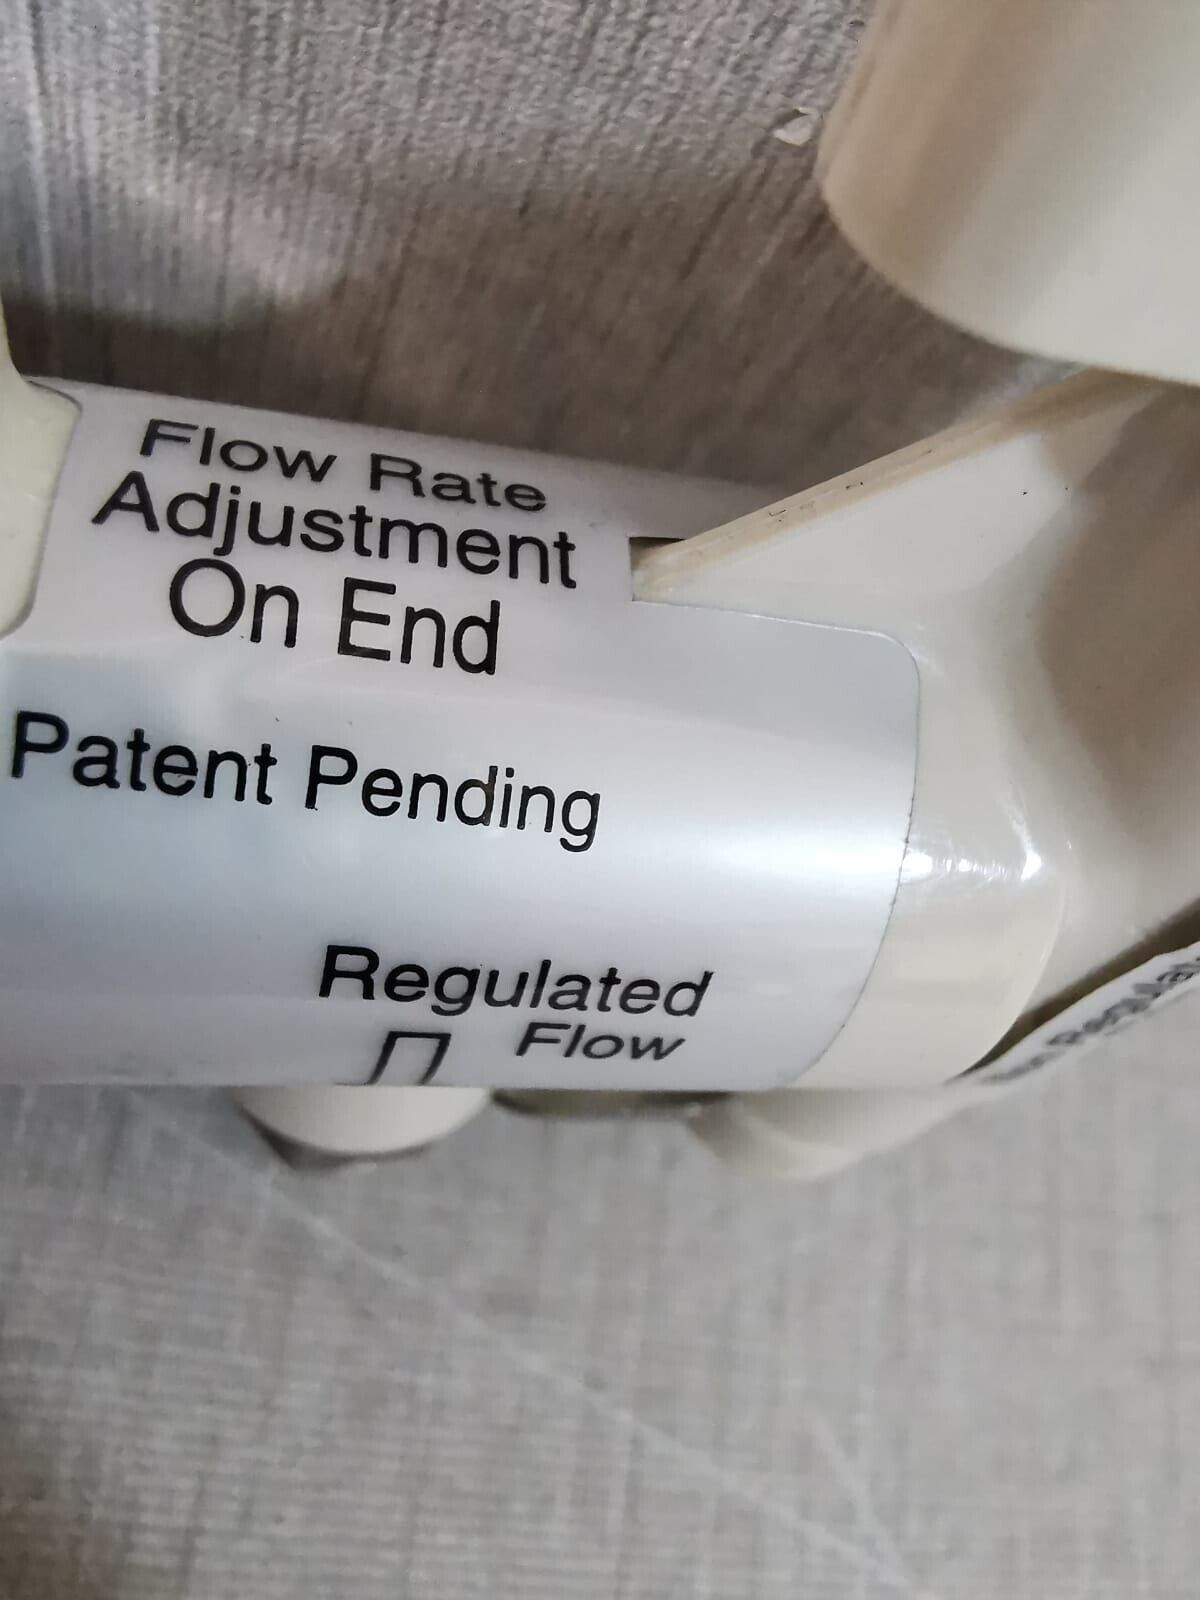 Flow Rate
Adjustment
On End
Patent Pending
Regulated
Flow